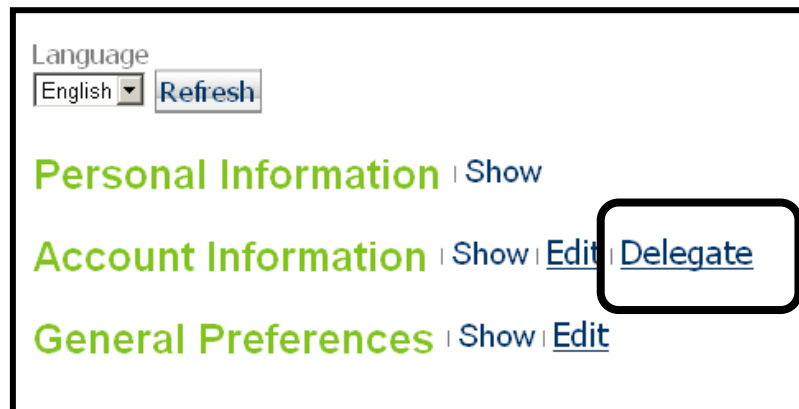 Language
English Refresh
Personal Information Show
Account Information Show Edit Delegate
General Preferences Show Edit